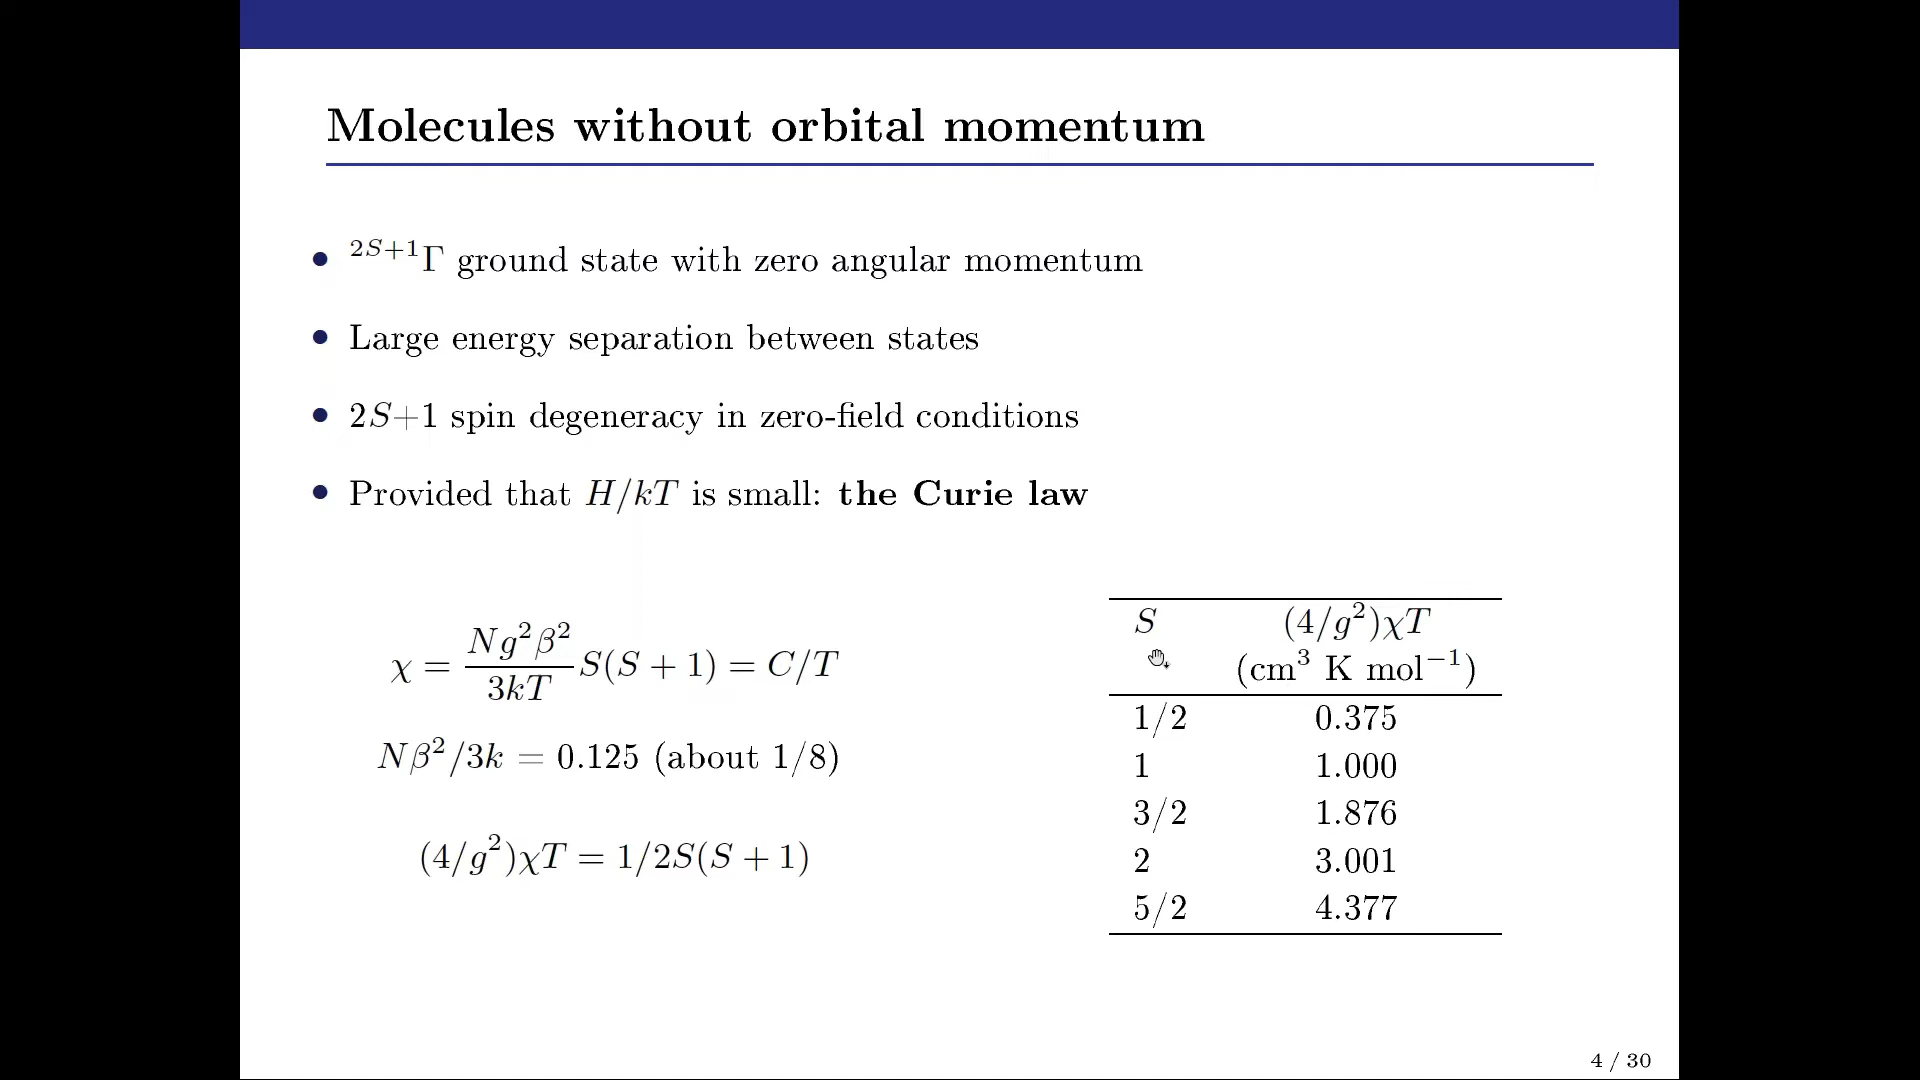 Molecules without orbital momentum
• ²ˢ⁺¹Γ ground state with zero angular momentum
• Large energy separation between states
• 2S+1 spin degeneracy in zero-field conditions
• Provided that H/kT is small: the Curie law
χ = Ng²β²/3kT S(S + 1) = C/T
Nβ²/3k = 0.125 (about 1/8)
(4/g²)χT = 1/2S(S + 1)
S (4/g²)χT
(cm³ K mol⁻¹)
1/2 0.375
1 1.000
3/2 1.876
2 3.001
5/2 4.377
4 / 30